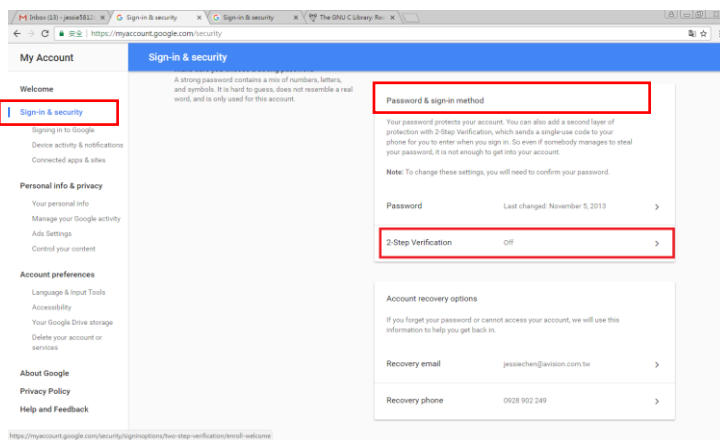 Inbox (13) - jessie5812
Sign-in & security
Sign-in & security
The GNU C Library: Re
安全 | https://myaccount.google.com/security
My Account
Sign-in & security
Welcome
Sign-in & security
Signing in to Google
Device activity & notifications
Connected apps & sites
Personal info & privacy
Your personal info
Manage your Google activity
Ads Settings
Control your content
Account preferences
Language & Input Tools
Accessibility
Your Google Drive storage
Delete your account or
services
About Google
Privacy Policy
Help and Feedback
A strong password contains a mix of numbers, letters,
and symbols. It is hard to guess, does not resemble a real
word, and is only used for this account.
Password & sign-in method
Your password protects your account. You can also add a second layer of
protection with 2-Step Verification, which sends a single-use code to your
phone for you to enter when you sign in. So even if somebody manages to steal
your password, it is not enough to get into your account.
Note: To change these settings, you will need to confirm your password.
Password Last changed: November 5, 2013
2-Step Verification Off
Account recovery options
If you forget your password or cannot access your account, we will use this
information to help you get back in.
Recovery email jessiechen@avision.com.tw
Recovery phone 0928 902 249
https://myaccount.google.com/security/signinoptions/two-step-verification/enroll-welcome